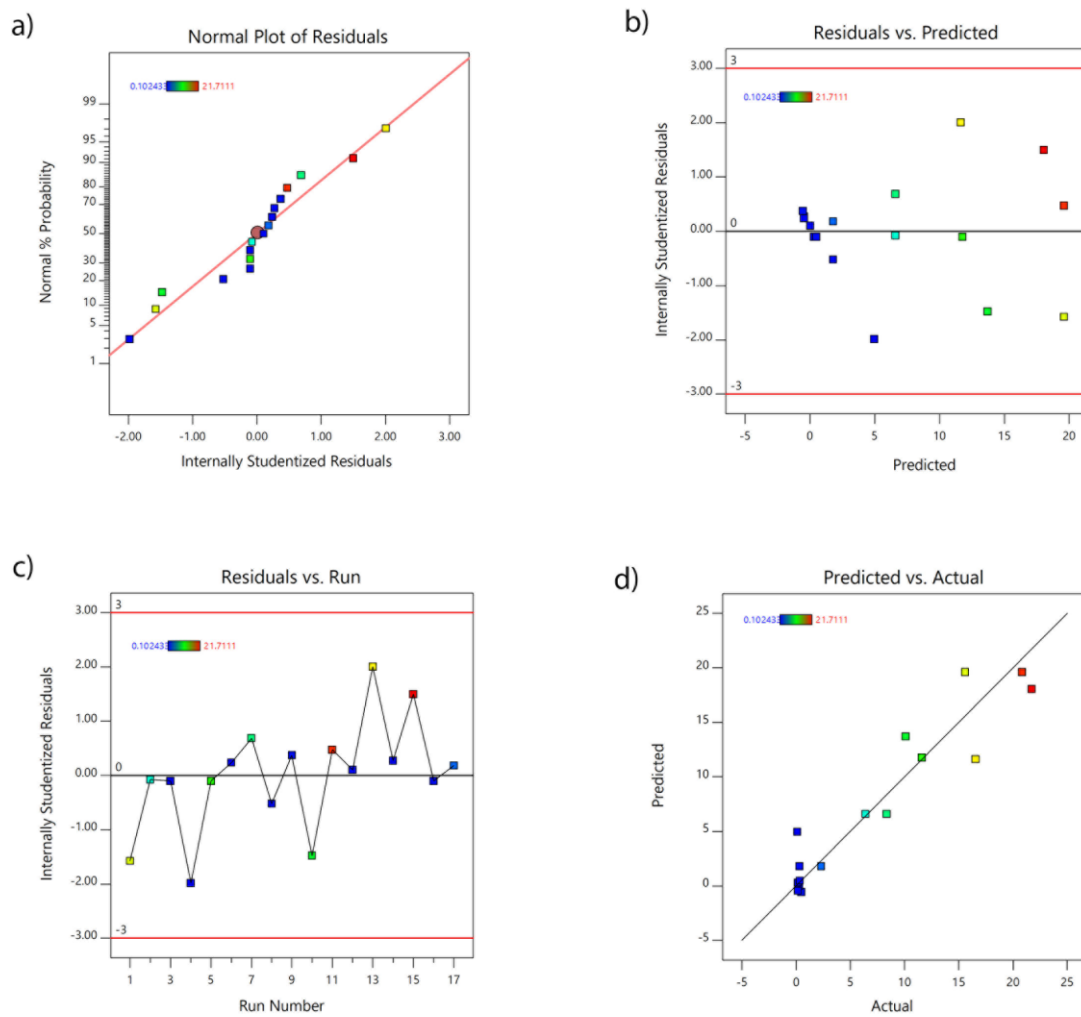 a)
Normal Plot of Residuals
0.102433 21.7111
Normal % Probability
99
95
90
80
70
50
30
20
10
5
1
-2.00 -1.00 0.00 1.00 2.00 3.00
Internally Studentized Residuals
b)
Residuals vs. Predicted
0.102433 21.7111
Internally Studentized Residuals
3.00
2.00
1.00
0.00
-1.00
-2.00
-3.00
3
0
-3
-5 0 5 10 15 20
Predicted
c)
Residuals vs. Run
0.102433 21.7111
Internally Studentized Residuals
3.00
2.00
1.00
0.00
-1.00
-2.00
-3.00
3
0
-3
1 3 5 7 9 11 13 15 17
Run Number
d)
Predicted vs. Actual
0.102433 21.7111
Predicted
25
20
15
10
5
0
-5
-5 0 5 10 15 20 25
Actual